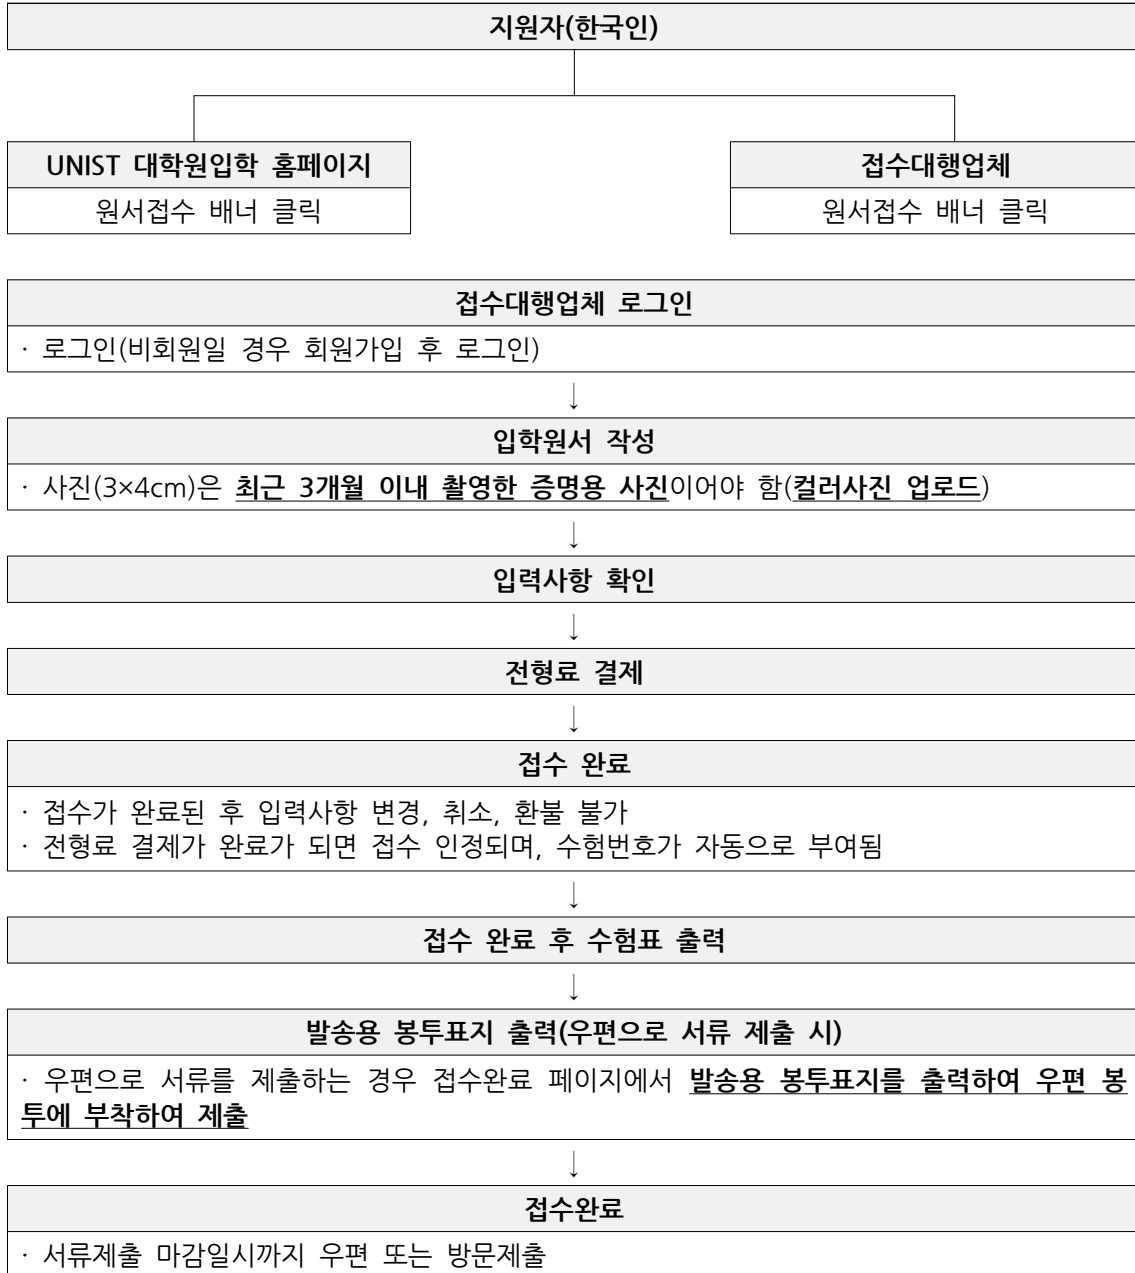 지원자(한국인)
UNIST 대학원입학 홈페이지
원서접수 배너 클릭
접수대행업체
원서접수 배너 클릭
접수대행업체 로그인
· 로그인(비회원일 경우 회원가입 후 로그인)
↓
입학원서 작성
· 사진(3×4cm)은 최근 3개월 이내 촬영한 증명용 사진이어야 함(컬러사진 업로드)
↓
입력사항 확인
↓
전형료 결제
↓
접수 완료
· 접수가 완료된 후 입력사항 변경, 취소, 환불 불가
· 전형료 결제가 완료가 되면 접수 인정되며, 수험번호가 자동으로 부여됨
↓
접수 완료 후 수험표 출력
↓
발송용 봉투표지 출력(우편으로 서류 제출 시)
· 우편으로 서류를 제출하는 경우 접수완료 페이지에서 발송용 봉투표지를 출력하여 우편 봉
투에 부착하여 제출
↓
접수완료
· 서류제출 마감일시까지 우편 또는 방문제출